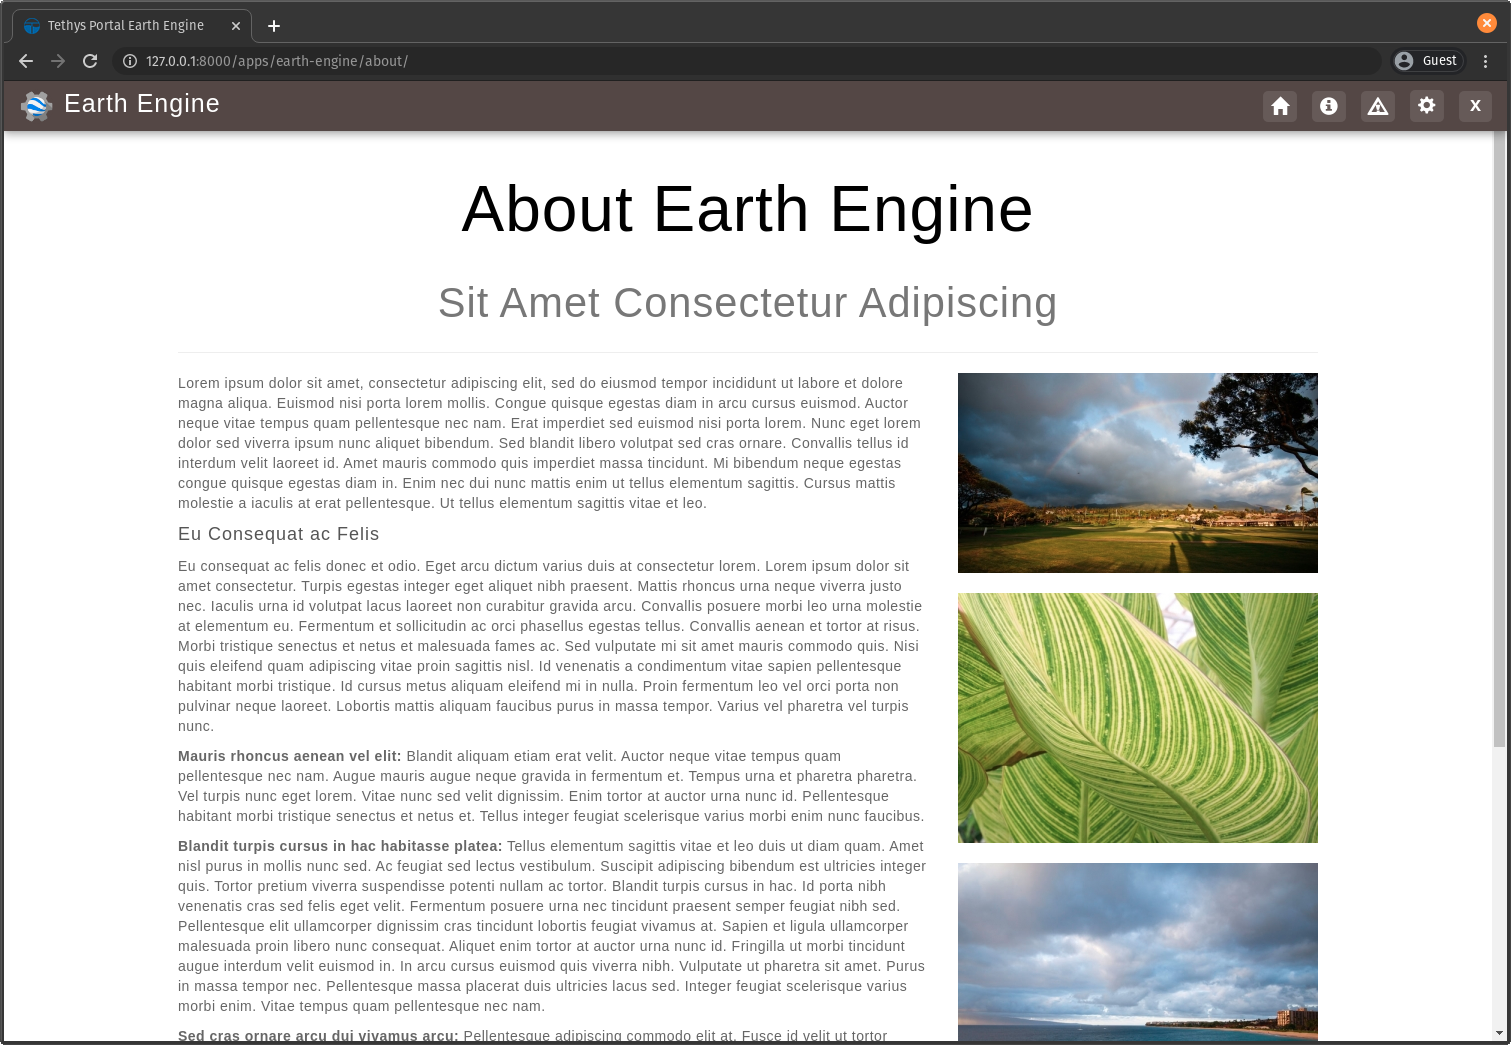 Tethys Portal Earth Engine
127.0.0.1:8000/apps/earth-engine/about/
Guest
Earth Engine
X
About Earth Engine
Sit Amet Consectetur Adipiscing
Lorem ipsum dolor sit amet, consectetur adipiscing elit, sed do eiusmod tempor incididunt ut labore et dolore
magna aliqua. Euismod nisi porta lorem mollis. Congue quisque egestas diam in arcu cursus euismod. Auctor
neque vitae tempus quam pellentesque nec nam. Erat imperdiet sed euismod nisi porta lorem. Nunc eget lorem
dolor sed viverra ipsum nunc aliquet bibendum. Sed blandit libero volutpat sed cras ornare. Convallis tellus id
interdum velit laoreet id. Amet mauris commodo quis imperdiet massa tincidunt. Mi bibendum neque egestas
congue quisque egestas diam in. Enim nec dui nunc mattis enim ut tellus elementum sagittis. Cursus mattis
molestie a iaculis at erat pellentesque. Ut tellus elementum sagittis vitae et leo.
Eu Consequat ac Felis
Eu consequat ac felis donec et odio. Eget arcu dictum varius duis at consectetur lorem. Lorem ipsum dolor sit
amet consectetur. Turpis egestas integer eget aliquet nibh praesent. Mattis rhoncus urna neque viverra justo
nec. Iaculis urna id volutpat lacus laoreet non curabitur gravida arcu. Convallis posuere morbi leo urna molestie
at elementum eu. Fermentum et sollicitudin ac orci phasellus egestas tellus. Convallis aenean et tortor at risus.
Morbi tristique senectus et netus et malesuada fames ac. Sed vulputate mi sit amet mauris commodo quis. Nisi
quis eleifend quam adipiscing vitae proin sagittis nisl. Id venenatis a condimentum vitae sapien pellentesque
habitant morbi tristique. Id cursus metus aliquam eleifend mi in nulla. Proin fermentum leo vel orci porta non
pulvinar neque laoreet. Lobortis mattis aliquam faucibus purus in massa tempor. Varius vel pharetra vel turpis
nunc.
Mauris rhoncus aenean vel elit: Blandit aliquam etiam erat velit. Auctor neque vitae tempus quam
pellentesque nec nam. Augue mauris augue neque gravida in fermentum et. Tempus urna et pharetra pharetra.
Vel turpis nunc eget lorem. Vitae nunc sed velit dignissim. Enim tortor at auctor urna nunc id. Pellentesque
habitant morbi tristique senectus et netus et. Tellus integer feugiat scelerisque varius morbi enim nunc faucibus.
Blandit turpis cursus in hac habitasse platea: Tellus elementum sagittis vitae et leo duis ut diam quam. Amet
nisl purus in mollis nunc sed. Ac feugiat sed lectus vestibulum. Suscipit adipiscing bibendum est ultricies integer
quis. Tortor pretium viverra suspendisse potenti nullam ac tortor. Blandit turpis cursus in hac. Id porta nibh
venenatis cras sed felis eget velit. Fermentum posuere urna nec tincidunt praesent semper feugiat nibh sed.
Pellentesque elit ullamcorper dignissim cras tincidunt lobortis feugiat vivamus at. Sapien et ligula ullamcorper
malesuada proin libero nunc consequat. Aliquet enim tortor at auctor urna nunc id. Fringilla ut morbi tincidunt
augue interdum velit euismod in. In arcu cursus euismod quis viverra nibh. Vulputate ut pharetra sit amet. Purus
in massa tempor nec. Pellentesque massa placerat duis ultricies lacus sed. Integer feugiat scelerisque varius
morbi enim. Vitae tempus quam pellentesque nec nam.
Sed cras ornare arcu dui vivamus arcu: Pellentesque adipiscing commodo elit at. Fusce id velit ut tortor